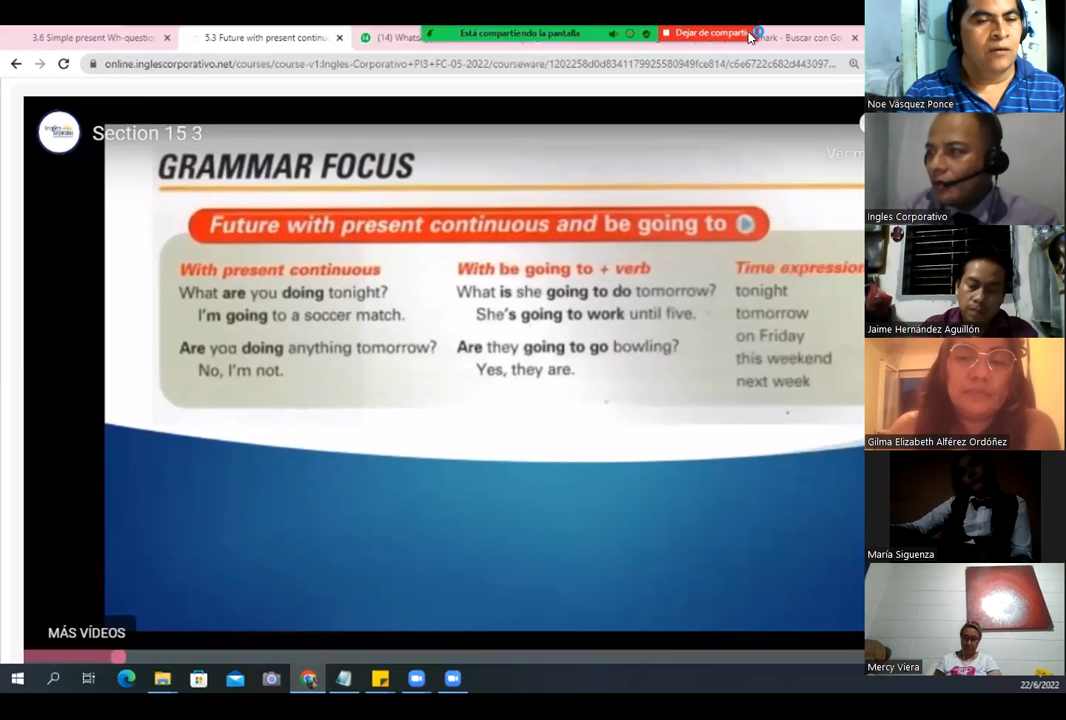 3.6 Simple present Wh-question
5.3 Future with present continu
(14) Whats
Está compartiendo la pantalla
Dejar de comparti
mark - Buscar con Go
online.inglescorporativo.net/courses/course-v1:Ingles-Corporativo+PI3+FC-05-2022/courseware/1202258d0d8341179925580949fce814/c6e6722c682d443097...
Section 15 3
Ver m
GRAMMAR FOCUS
Future with present continuous and be going to
With present continuous
What are you doing tonight?
I'm going to a soccer match.
Are you doing anything tomorrow?
No, I'm not.
With be going to + verb
What is she going to do tomorrow?
She's going to work until five.
Are they going to go bowling?
Yes, they are.
Time expression
tonight
tomorrow
on Friday
this weekend
next week
MÁS VÍDEOS
Noe Vásquez Ponce
Ingles Corporativo
Jaime Hernández Aguillón
Gilma Elizabeth Alférez Ordóñez
María Siguenza
Mercy Viera
22/6/2022